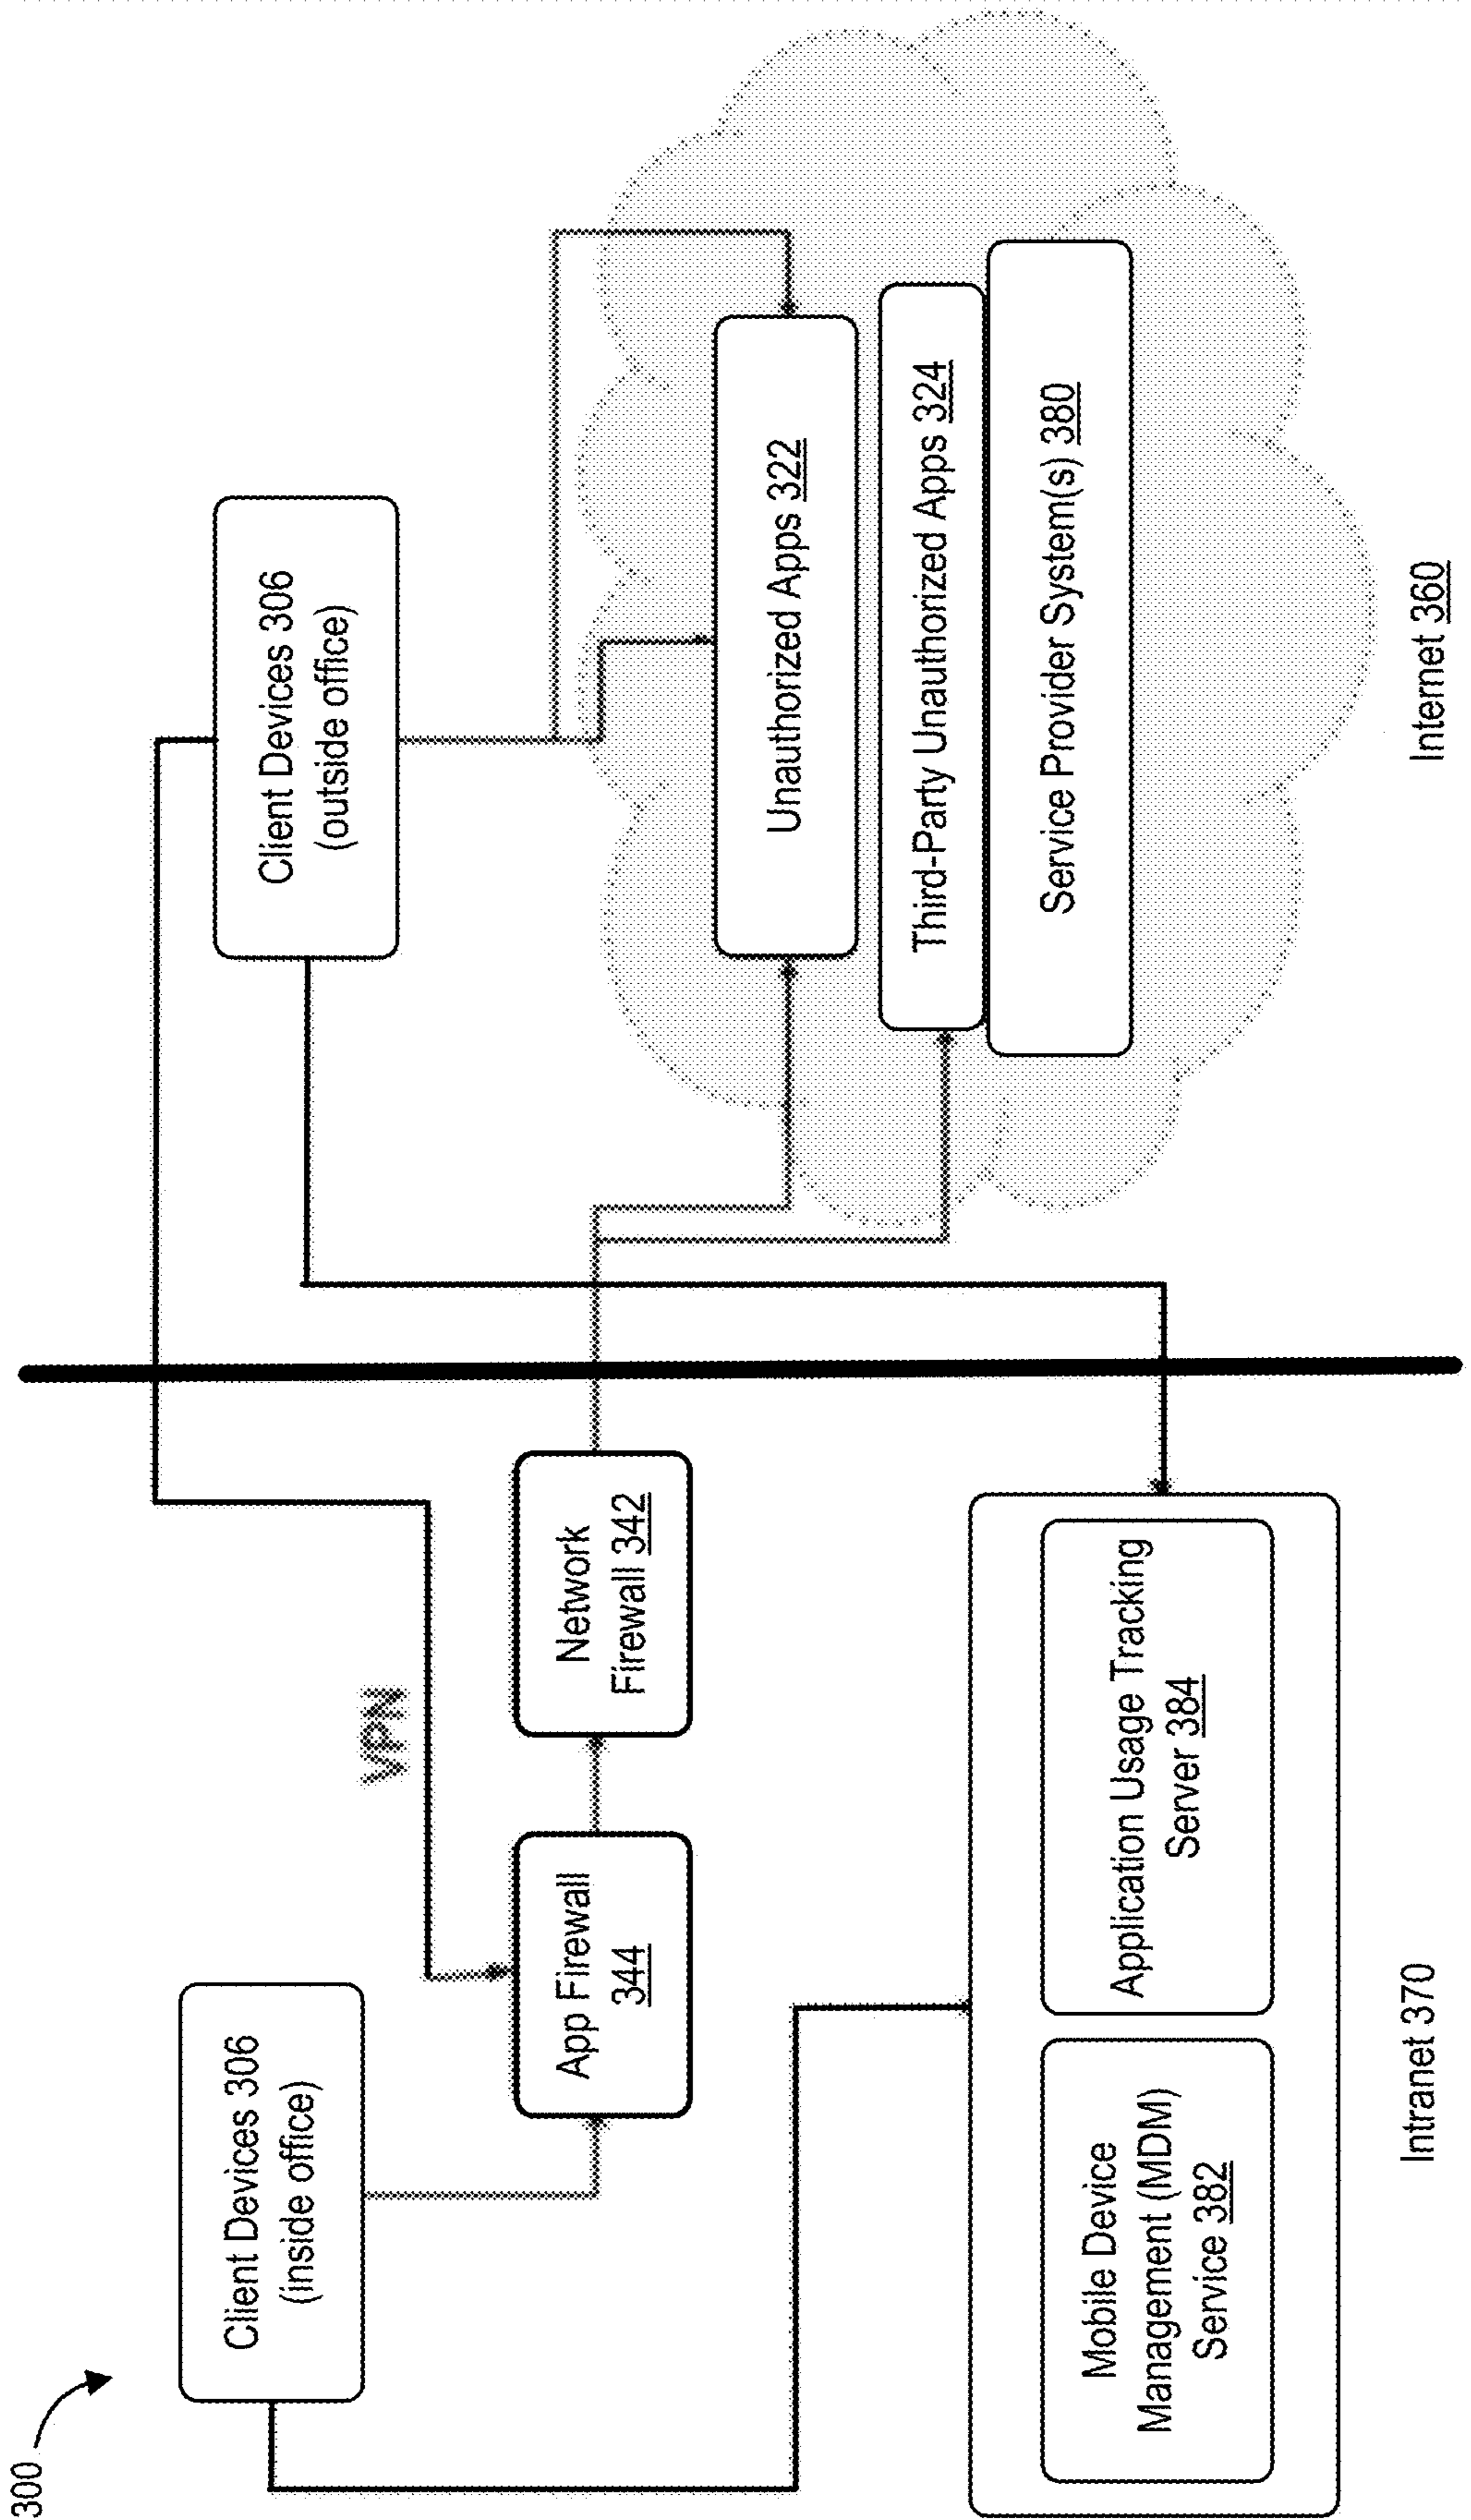 300
Client Devices 306
(inside office)
Client Devices 306
(outside office)
VPN
App Firewall
344
Network
Firewall 342
Unauthorized Apps 322
Third-Party Unauthorized Apps 324
Service Provider System(s) 380
Mobile Device
Management (MDM)
Service 382
Application Usage Tracking
Server 384
Intranet 370
Internet 360